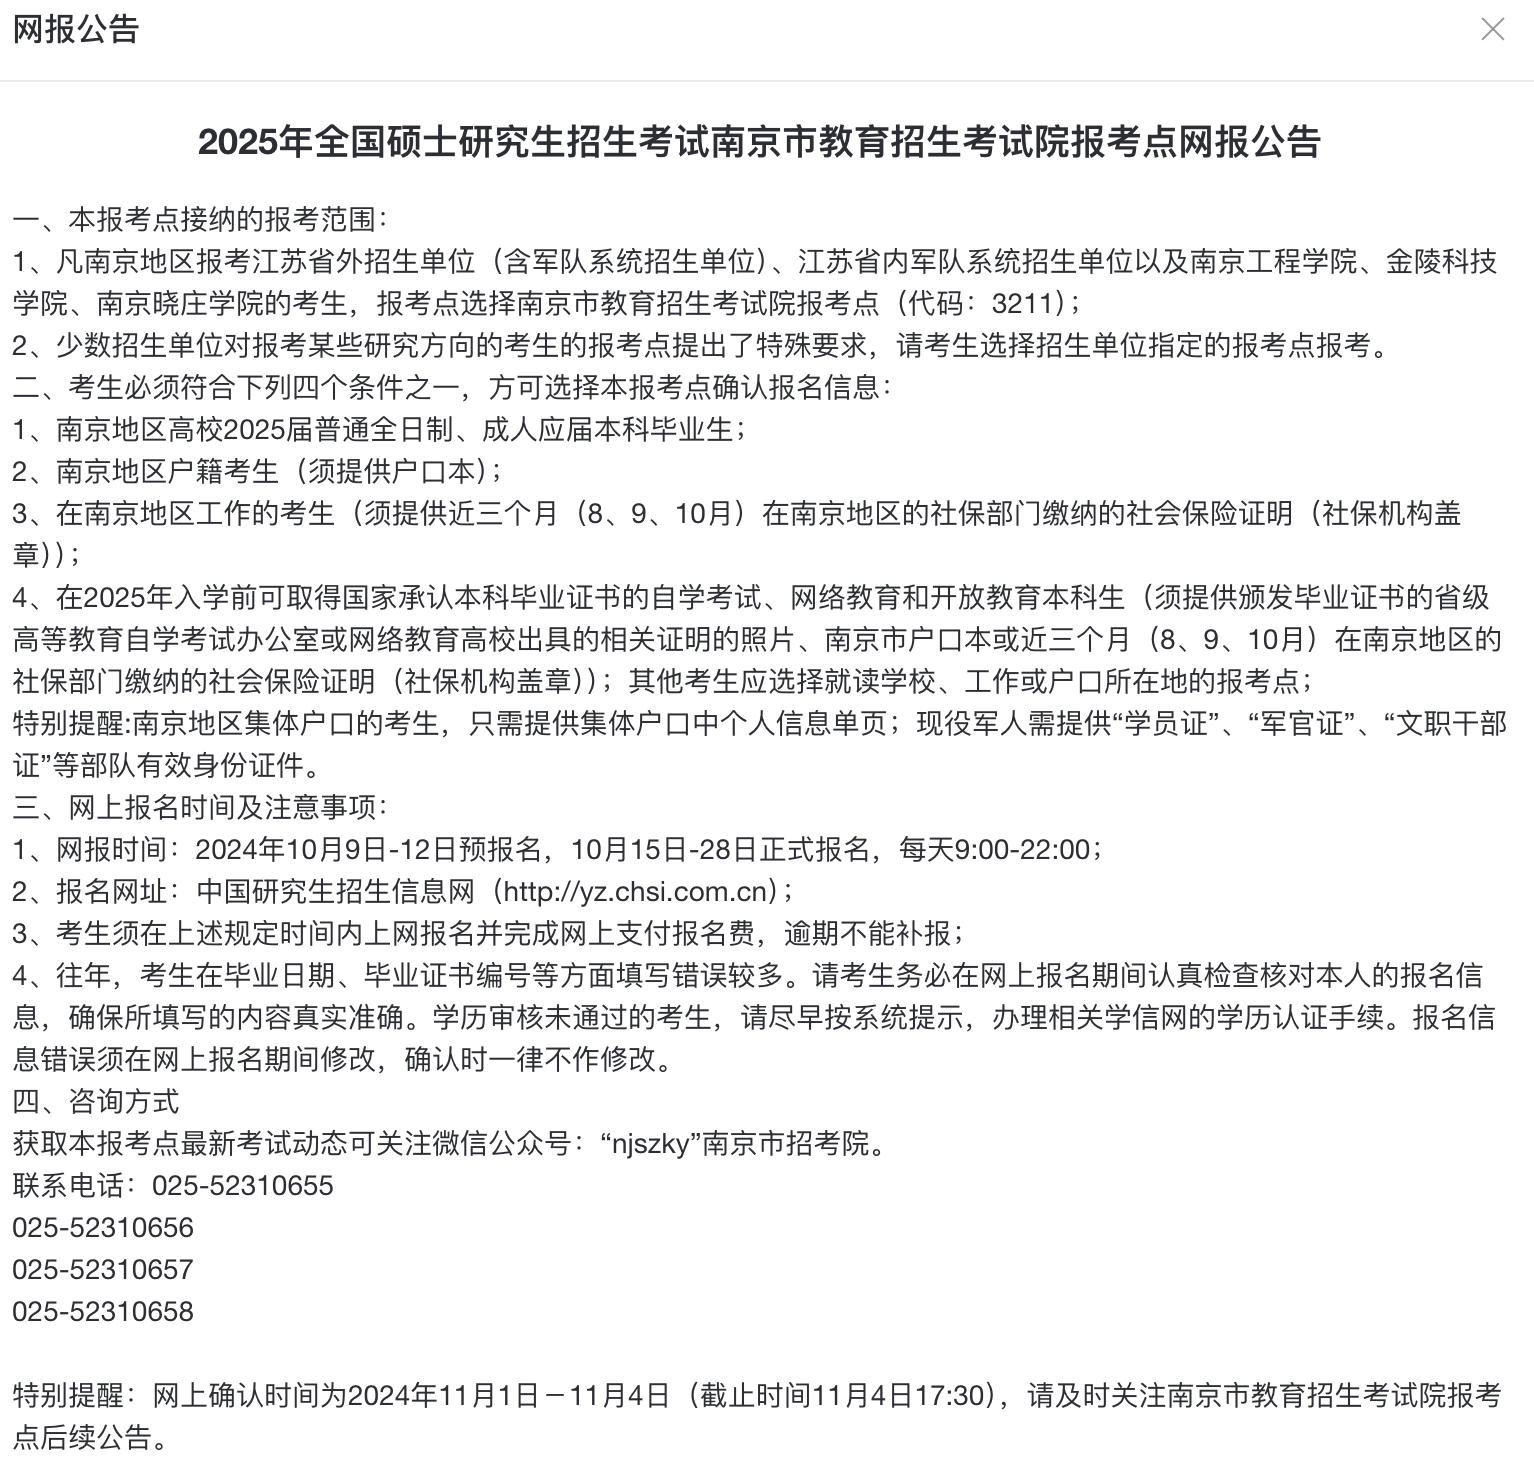 网报公告
2025年全国硕士研究生招生考试南京市教育招生考试院报考点网报公告
一、本报考点接纳的报考范围：
1、凡南京地区报考江苏省外招生单位（含军队系统招生单位）、江苏省内军队系统招生单位以及南京工程学院、金陵科技
学院、南京晓庄学院的考生，报考点选择南京市教育招生考试院报考点（代码：3211）；
2、少数招生单位对报考某些研究方向的考生的报考点提出了特殊要求，请考生选择招生单位指定的报考点报考。
二、考生必须符合下列四个条件之一，方可选择本报考点确认报名信息：
1、南京地区高校2025届普通全日制、成人应届本科毕业生；
2、南京地区户籍考生（须提供户口本）；
3、在南京地区工作的考生（须提供近三个月（8、9、10月）在南京地区的社保部门缴纳的社会保险证明（社保机构盖
章））；
4、在2025年入学前可取得国家承认本科毕业证书的自学考试、网络教育和开放教育本科生（须提供颁发毕业证书的省级
高等教育自学考试办公室或网络教育高校出具的相关证明的照片、南京市户口本或近三个月（8、9、10月）在南京地区的
社保部门缴纳的社会保险证明（社保机构盖章））；其他考生应选择就读学校、工作或户口所在地的报考点；
特别提醒:南京地区集体户口的考生，只需提供集体户口中个人信息单页；现役军人需提供“学员证”、“军官证”、“文职干部
证”等部队有效身份证件。
三、网上报名时间及注意事项：
1、网报时间：2024年10月9日-12日预报名，10月15日-28日正式报名，每天9:00-22:00；
2、报名网址：中国研究生招生信息网（http://yz.chsi.com.cn）；
3、考生须在上述规定时间内上网报名并完成网上支付报名费，逾期不能补报；
4、往年，考生在毕业日期、毕业证书编号等方面填写错误较多。请考生务必在网上报名期间认真检查核对本人的报名信
息，确保所填写的内容真实准确。学历审核未通过的考生，请尽早按系统提示，办理相关学信网的学历认证手续。报名信
息错误须在网上报名期间修改，确认时一律不作修改。
四、咨询方式
获取本报考点最新考试动态可关注微信公众号：“njszky”南京市招考院。
联系电话：025-52310655
025-52310656
025-52310657
025-52310658
特别提醒：网上确认时间为2024年11月1日－11月4日（截止时间11月4日17:30），请及时关注南京市教育招生考试院报考
点后续公告。